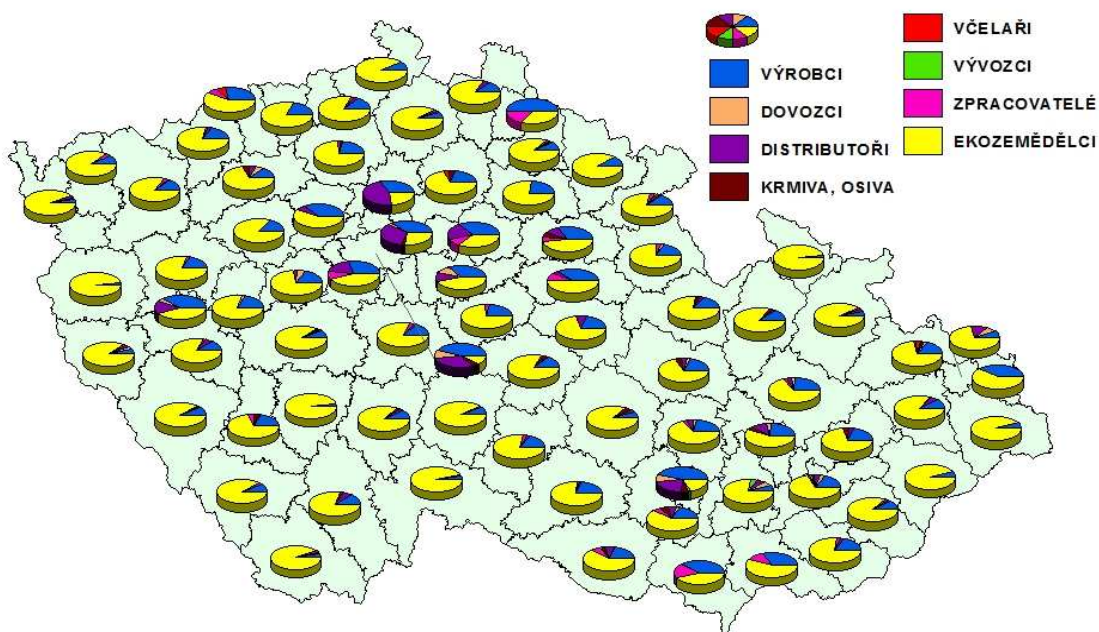 VČELAŘI
VÝVOZCI
VÝROBCI
ZPRACOVATELÉ
DOVOZCI
EKOZEMĚDĚLCI
DISTRIBUTOŘI
KRMIVA, OSIVA